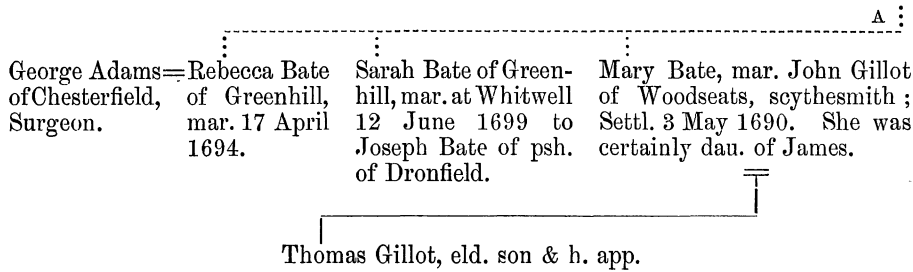 A
George Adams=Rebecca Bate
of Chesterfield, of Greenhill,
Surgeon. mar. 17 April
1694.
Sarah Bate of Green-
hill, mar. at Whitwell
12 June 1699 to
Joseph Bate of psh.
of Dronfield.
Mary Bate, mar. John Gillot
of Woodseats, scythesmith ;
Settl. 3 May 1690. She was
certainly dau. of James.
Thomas Gillot, eld. son & h. app.